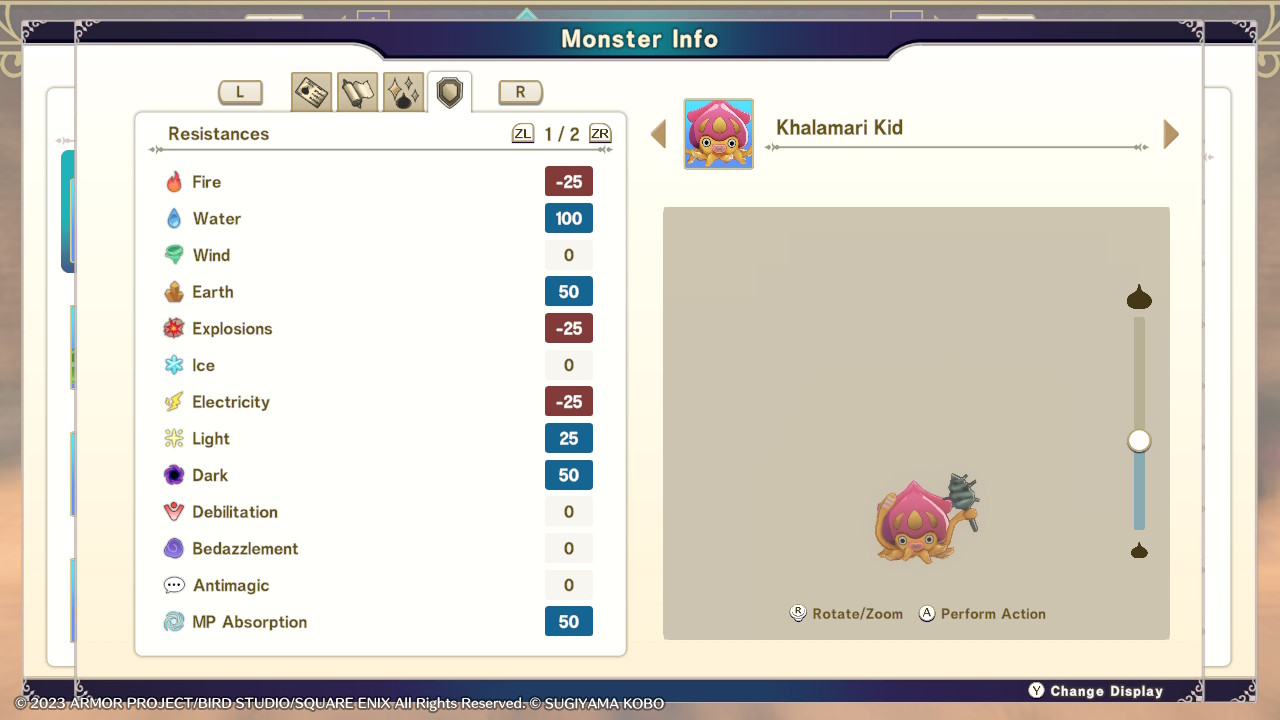 Monster Info
L
R
Resistances
ZL 1 / 2 ZR
Fire -25
Water 100
Wind 0
Earth 50
Explosions -25
Ice 0
Electricity -25
Light 25
Dark 50
Debilitation 0
Bedazzlement 0
Antimagic 0
MP Absorption 50
Khalamari Kid
R Rotate/Zoom A Perform Action
Y Change Display
© 2023 ARMOR PROJECT/BIRD STUDIO/SQUARE ENIX All Rights Reserved. © SUGIYAMA KOBO